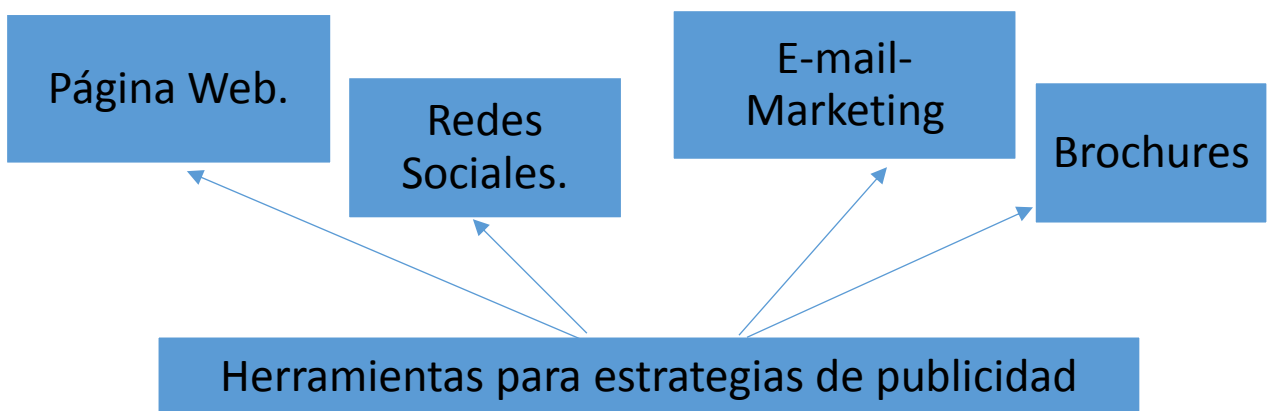 Página Web.
Redes
Sociales.
E-mail-
Marketing
Brochures
Herramientas para estrategias de publicidad